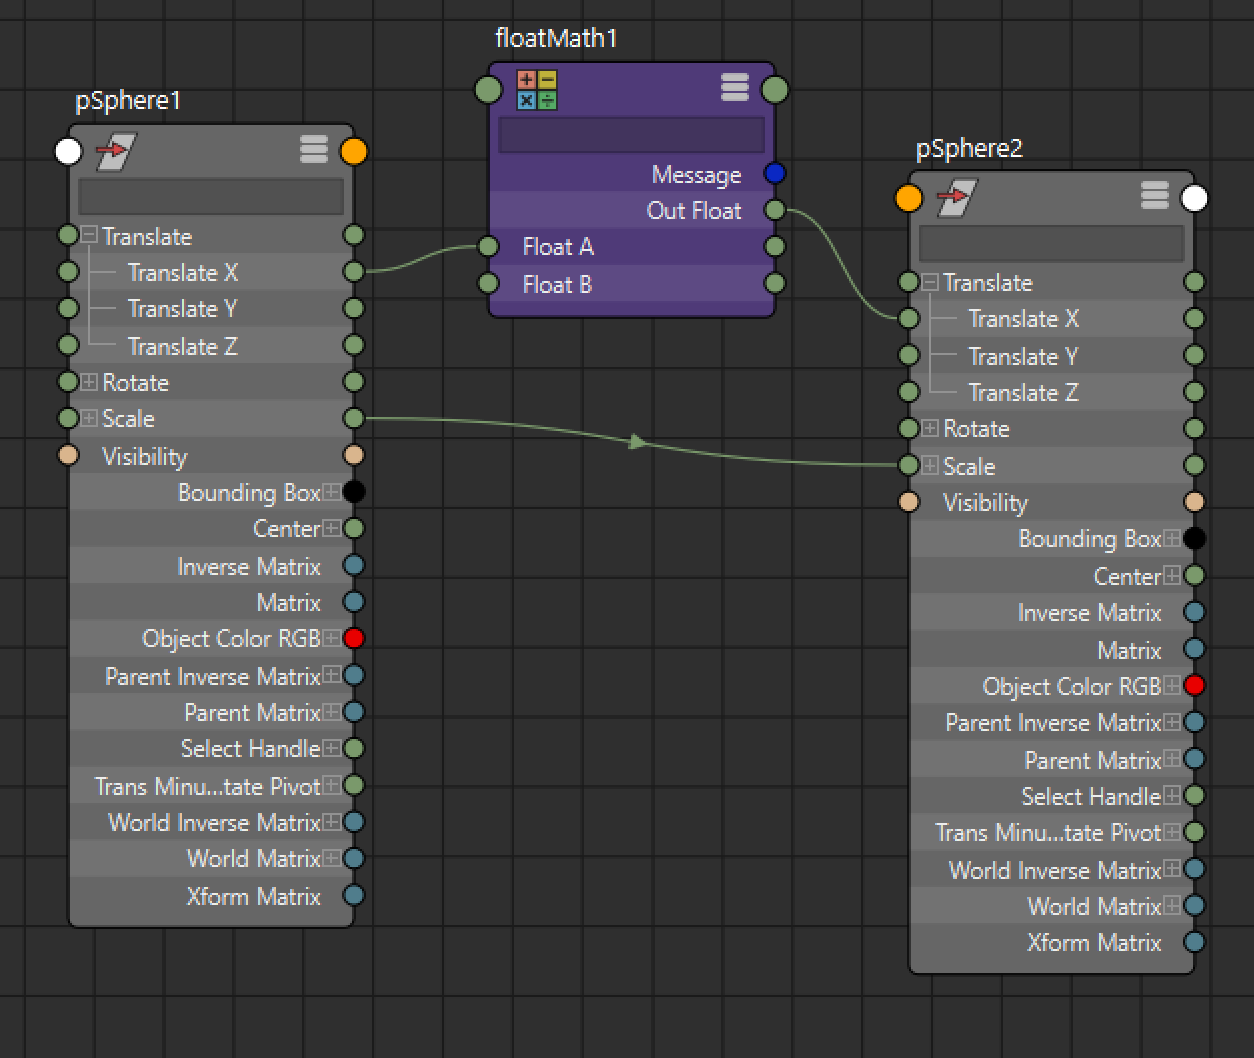 pSphere1
Translate
Translate X
Translate Y
Translate Z
Rotate
Scale
Visibility
Bounding Box
Center
Inverse Matrix
Matrix
Object Color RGB
Parent Inverse Matrix
Parent Matrix
Select Handle
Trans Minu...tate Pivot
World Inverse Matrix
World Matrix
Xform Matrix
floatMath1
Message
Out Float
Float A
Float B
pSphere2
Translate
Translate X
Translate Y
Translate Z
Rotate
Scale
Visibility
Bounding Box
Center
Inverse Matrix
Matrix
Object Color RGB
Parent Inverse Matrix
Parent Matrix
Select Handle
Trans Minu...tate Pivot
World Inverse Matrix
World Matrix
Xform Matrix